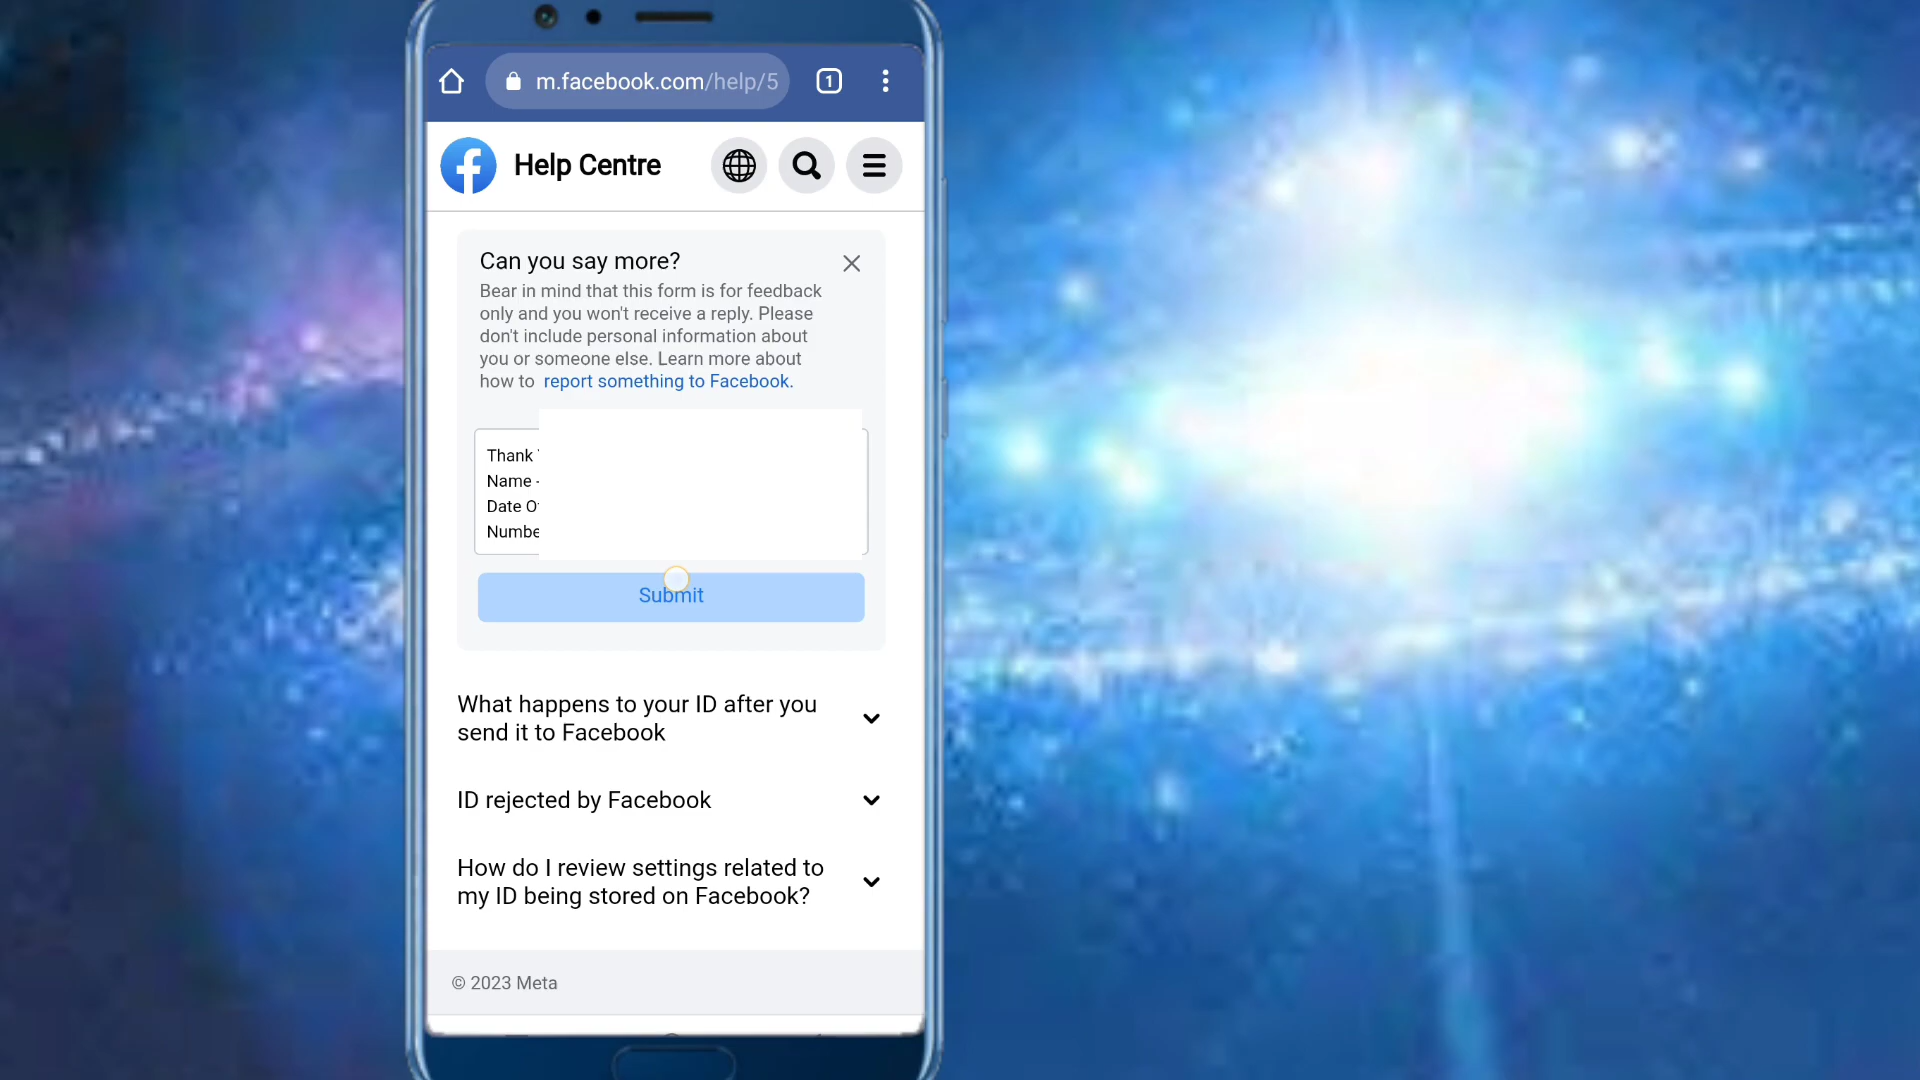 m.facebook.com/help/5
1
Help Centre
Can you say more?
Bear in mind that this form is for feedback
only and you won't receive a reply. Please
don't include personal information about
you or someone else. Learn more about
how to report something to Facebook.
Thank
Name -
Date
Submit
What happens to your ID after you
send it to Facebook
ID rejected by Facebook
How do I review settings related to
my ID being stored on Facebook?
© 2023 Meta